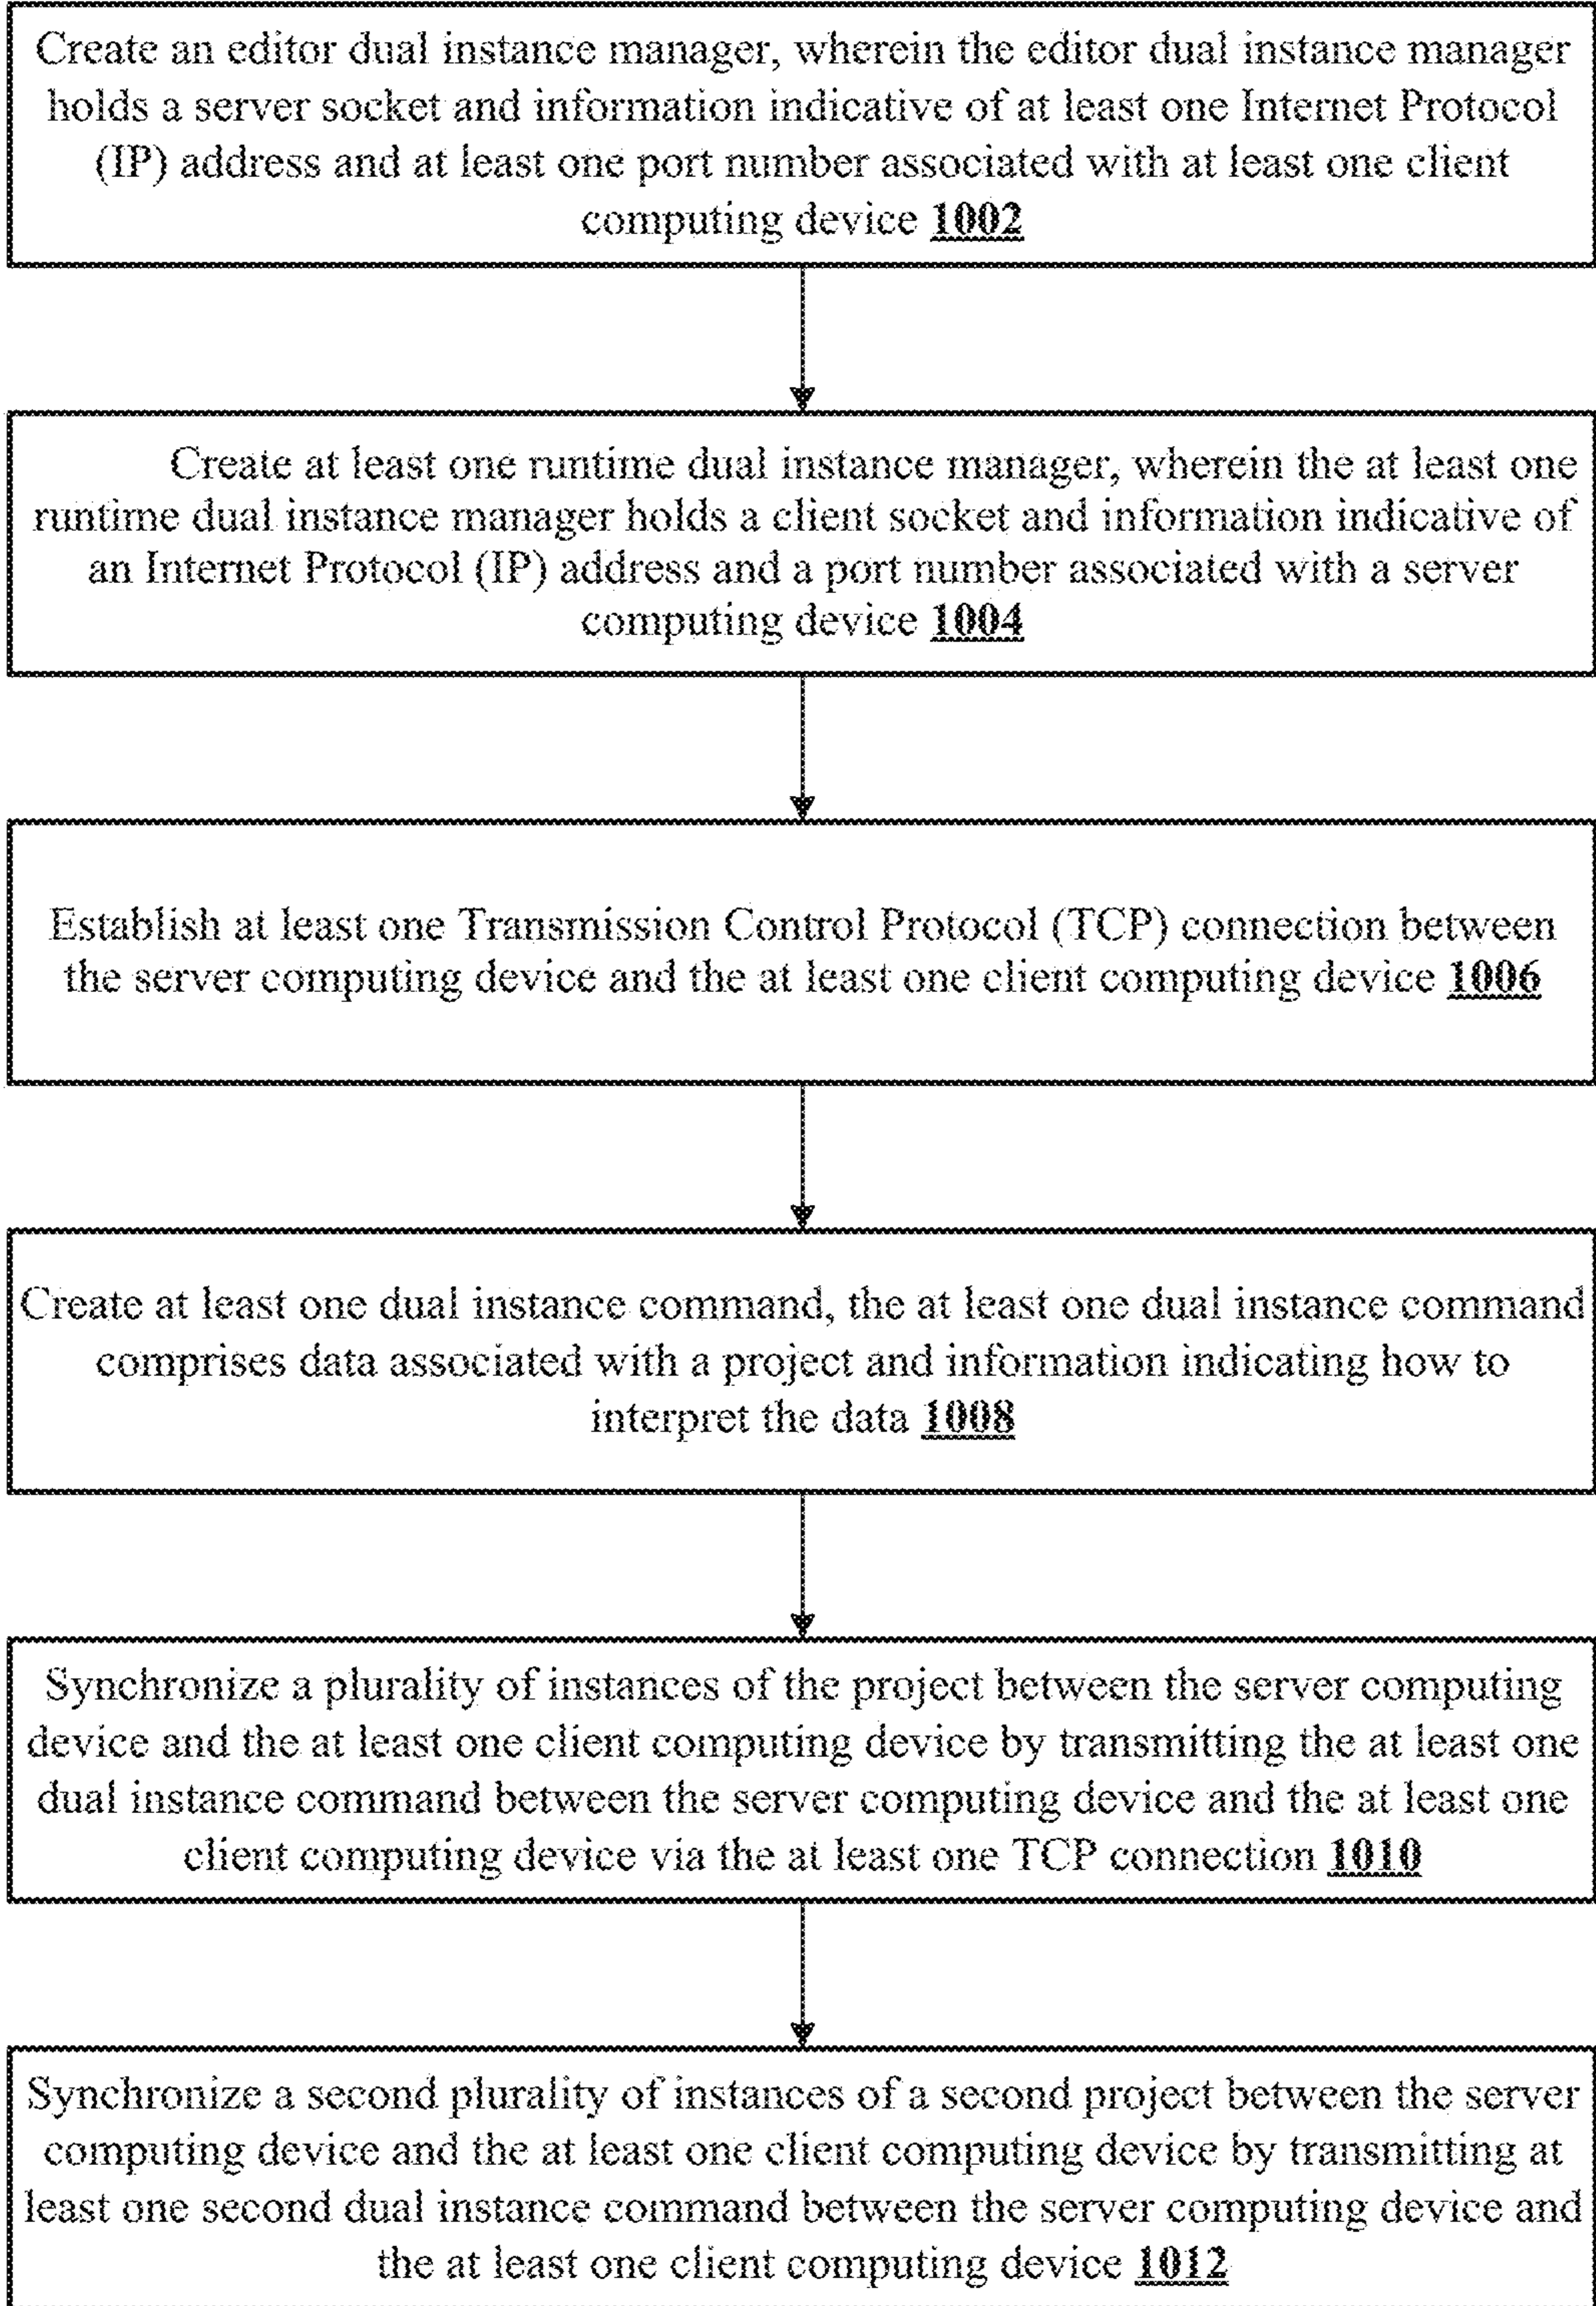 Create an editor dual instance manager, wherein the editor dual instance manager
holds a server socket and information indicative of at least one Internet Protocol
(IP) address and at least one port number associated with at least one client
computing device 1002
Create at least one runtime dual instance manager, wherein the at least one
runtime dual instance manager holds a client socket and information indicative of
an Internet Protocol (IP) address and a port number associated with a server
computing device 1004
Establish at least one Transmission Control Protocol (TCP) connection between
the server computing device and the at least one client computing device 1006
Create at least one dual instance command, the at least one dual instance command
comprises data associated with a project and information indicating how to
interpret the data 1008
Synchronize a plurality of instances of the project between the server computing
device and the at least one client computing device by transmitting the at least one
dual instance command between the server computing device and the at least one
client computing device via the at least one TCP connection 1010
Synchronize a second plurality of instances of a second project between the server
computing device and the at least one client computing device by transmitting at
least one second dual instance command between the server computing device and
the at least one client computing device 1012